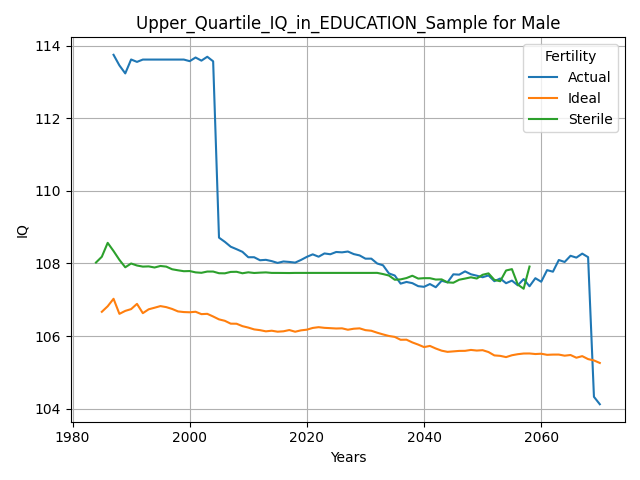 Upper_Quartile_IQ_in_EDUCATION_Sample for Male
114
112
110
108
106
104
IQ
Fertility
Actual
Ideal
Sterile
1980
2000
2020
2040
2060
Years